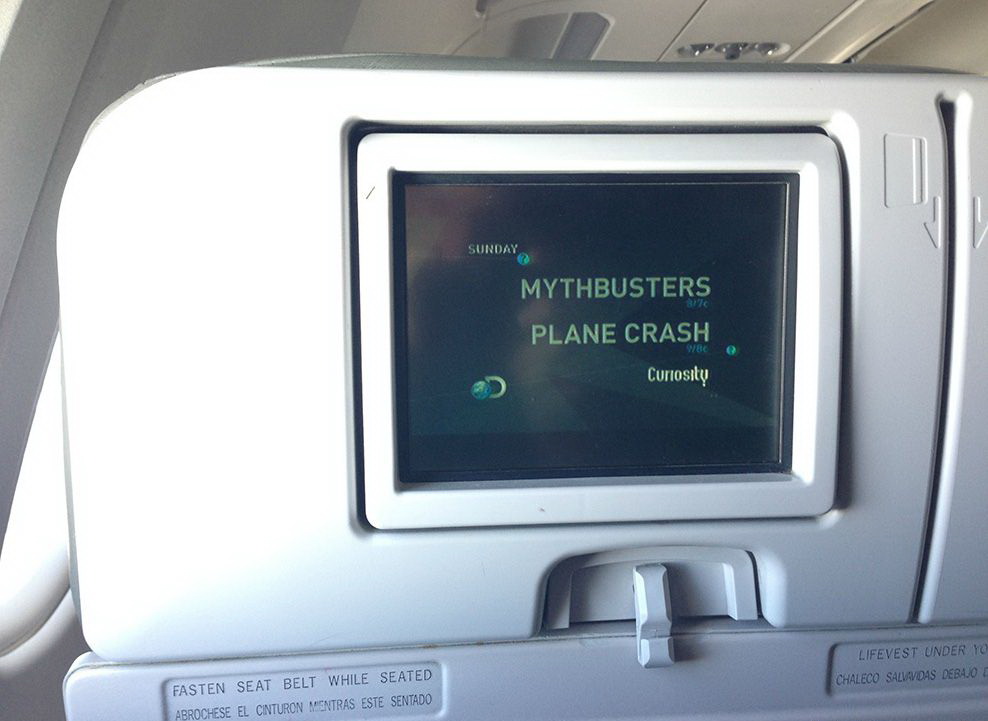 SUNDAY
MYTHBUSTERS
8/7c
PLANE CRASH
9/8c
Curiosity
FASTEN SEAT BELT WHILE SEATED
ABROCHESE EL CINTURON MIENTRAS ESTE SENTADO
LIFEVEST UNDER YO
CHALECO SALVAVIDAS DEBAJO D